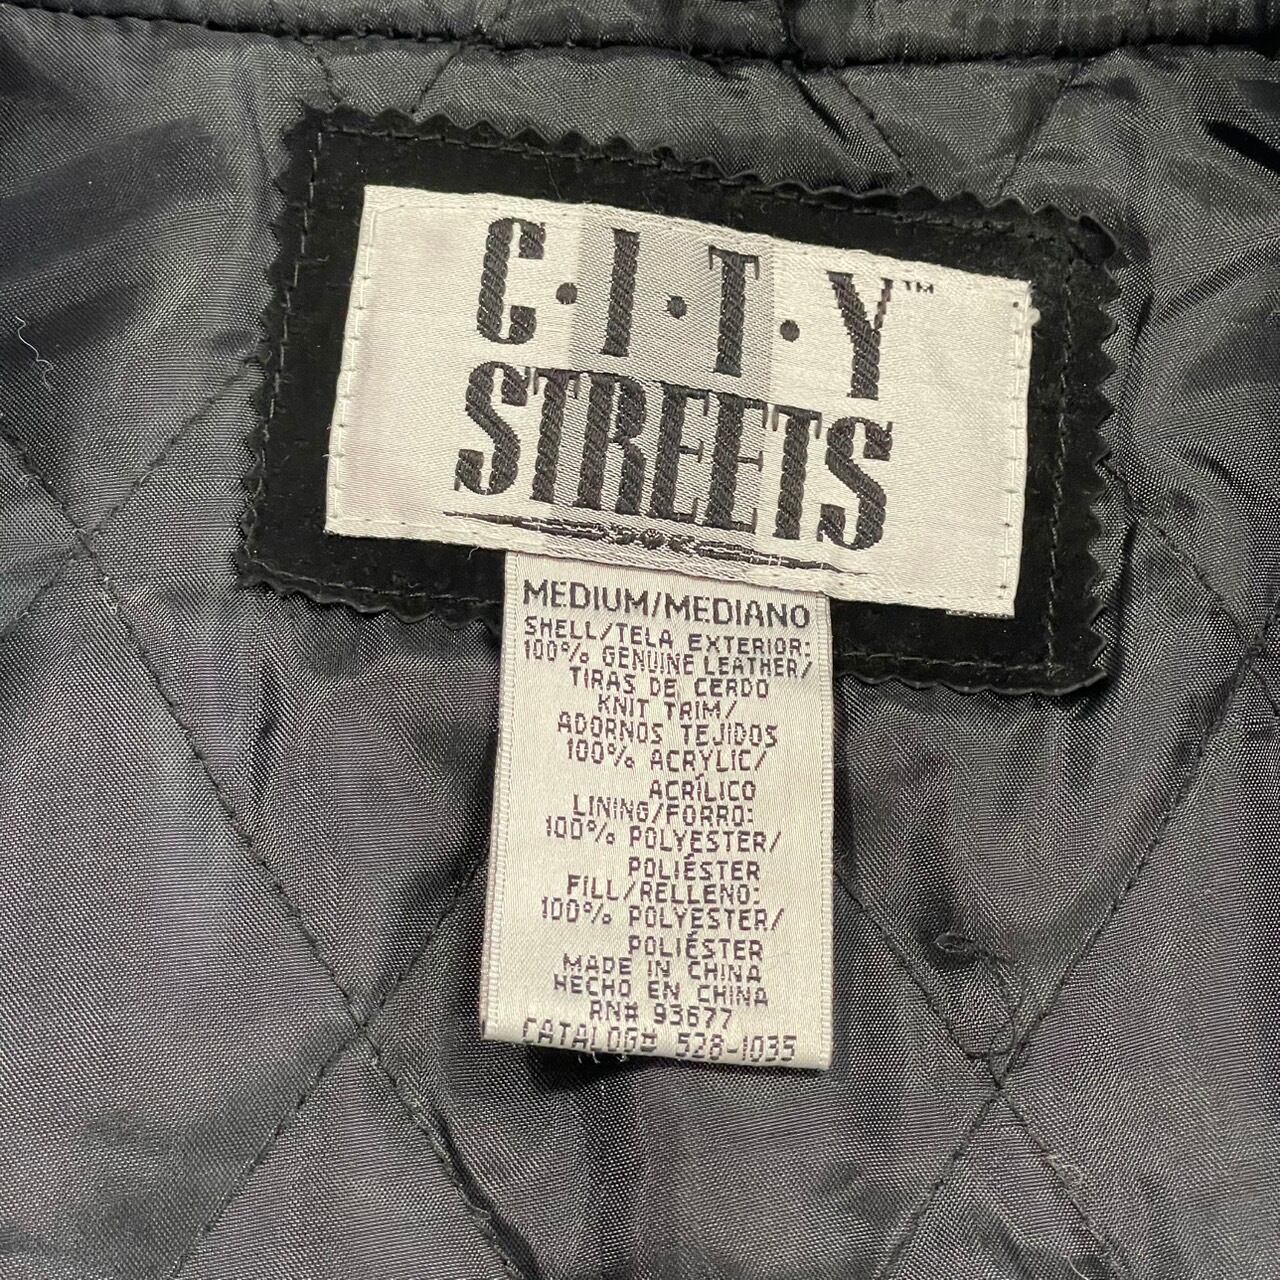 C·I·T·Y™
STREETS
MEDIUM/MEDIANO
SHELL/TELA EXTERIOR:
100% GENUINE LEATHER/
TIRAS DE CERDO
KNIT TRIM/
ADORNOS TEJIDOS
100% ACRYLIC/
ACRÍLICO
LINING/FORRO:
100% POLYESTER/
POLIÉSTER
FILL/RELLENO:
100% POLYESTER/
POLIÉSTER
MADE IN CHINA
HECHO EN CHINA
RN# 93677
CATALOG# 528-1035